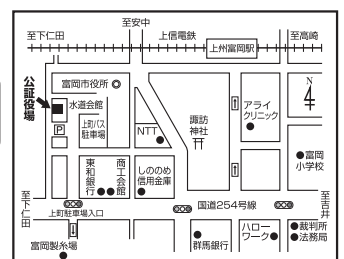 至安中
至下仁田
上信電鉄
至高崎
上州富岡駅
公証役場
富岡市役所
水道会館
P
上町バス
駐車場
NTT
諏訪
神社
アライ
クリニック
N
富岡
小学校
東和銀行
商工会館
しののめ
信用金庫
至下仁田
上町駐車場入口
国道254号線
至吉井
富岡製糸場
群馬銀行
ハロー
ワーク
裁判所
法務局